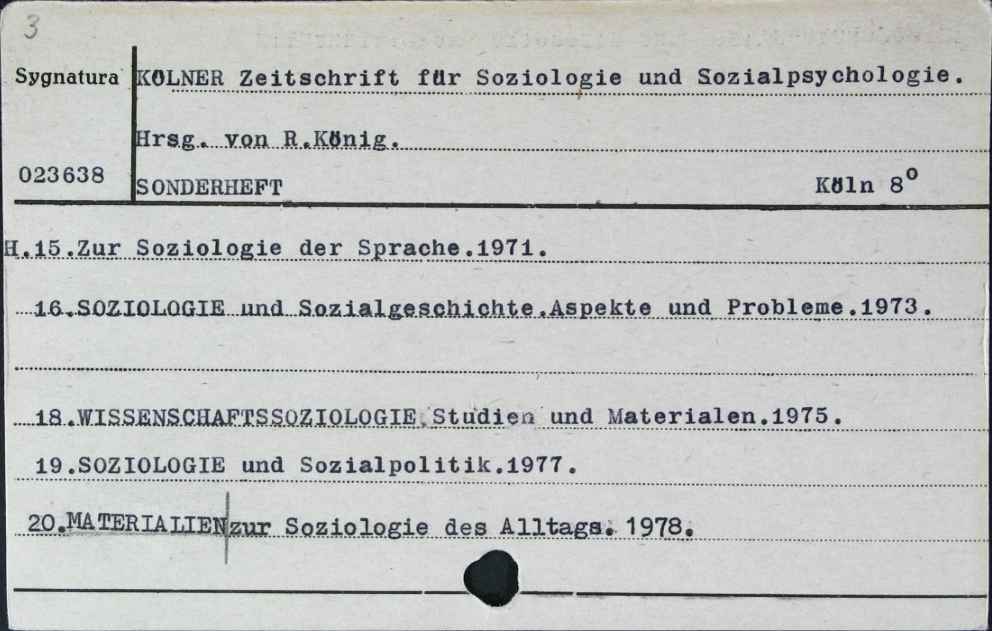 3
Sygnatura KÖLNER Zeitschrift für Soziologie und Sozialpsychologie.
Hrsg. von R.König.
023638 SONDERHEFT Köln 8°
H.15.Zur Soziologie der Sprache.1971.
16.SOZIOLOGIE und Sozialgeschichte.Aspekte und Probleme.1973.
18.WISSENSCHAFTSSOZIOLOGIE.Studien und Materialen.1975.
19.SOZIOLOGIE und Sozialpolitik.1977.
20.MATERIALIEN zur Soziologie des Alltags. 1978.